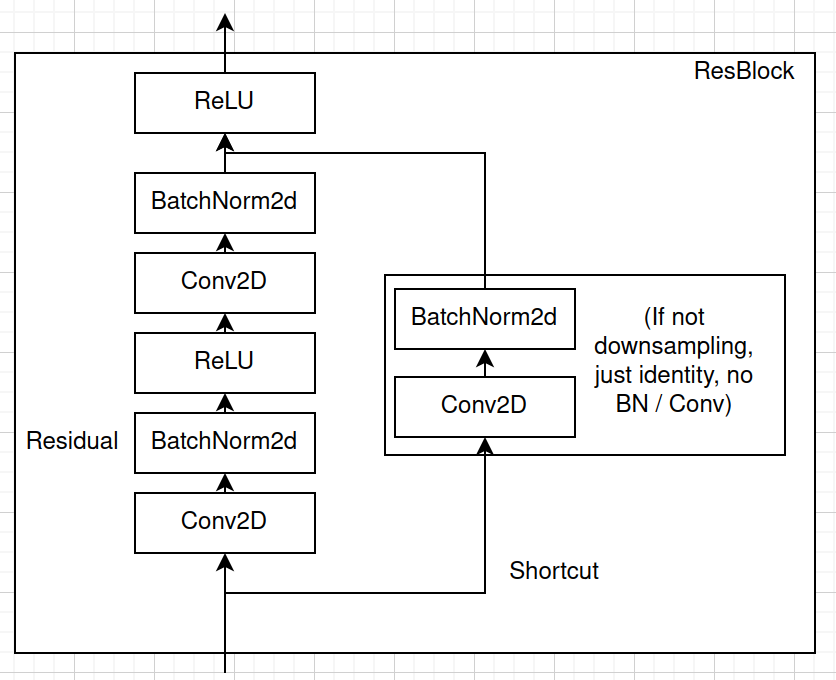 ResBlock
ReLU
BatchNorm2d
Conv2D
ReLU
BatchNorm2d
Conv2D
Residual
BatchNorm2d
Conv2D
(If not
downsampling,
just identity, no
BN / Conv)
Shortcut